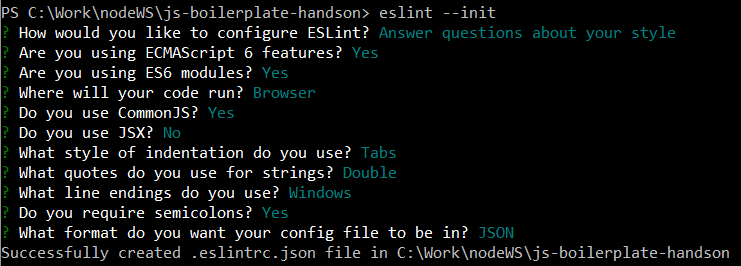 PS C:\Work\nodeWS\js-boilerplate-handson> eslint --init
? How would you like to configure ESLint? Answer questions about your style
? Are you using ECMAScript 6 features? Yes
? Are you using ES6 modules? Yes
? Where will your code run? Browser
? Do you use CommonJS? Yes
? Do you use JSX? No
? What style of indentation do you use? Tabs
? What quotes do you use for strings? Double
? What line endings do you use? Windows
? Do you require semicolons? Yes
? What format do you want your config file to be in? JSON
Successfully created .eslintrc.json file in C:\Work\nodeWS\js-boilerplate-handson